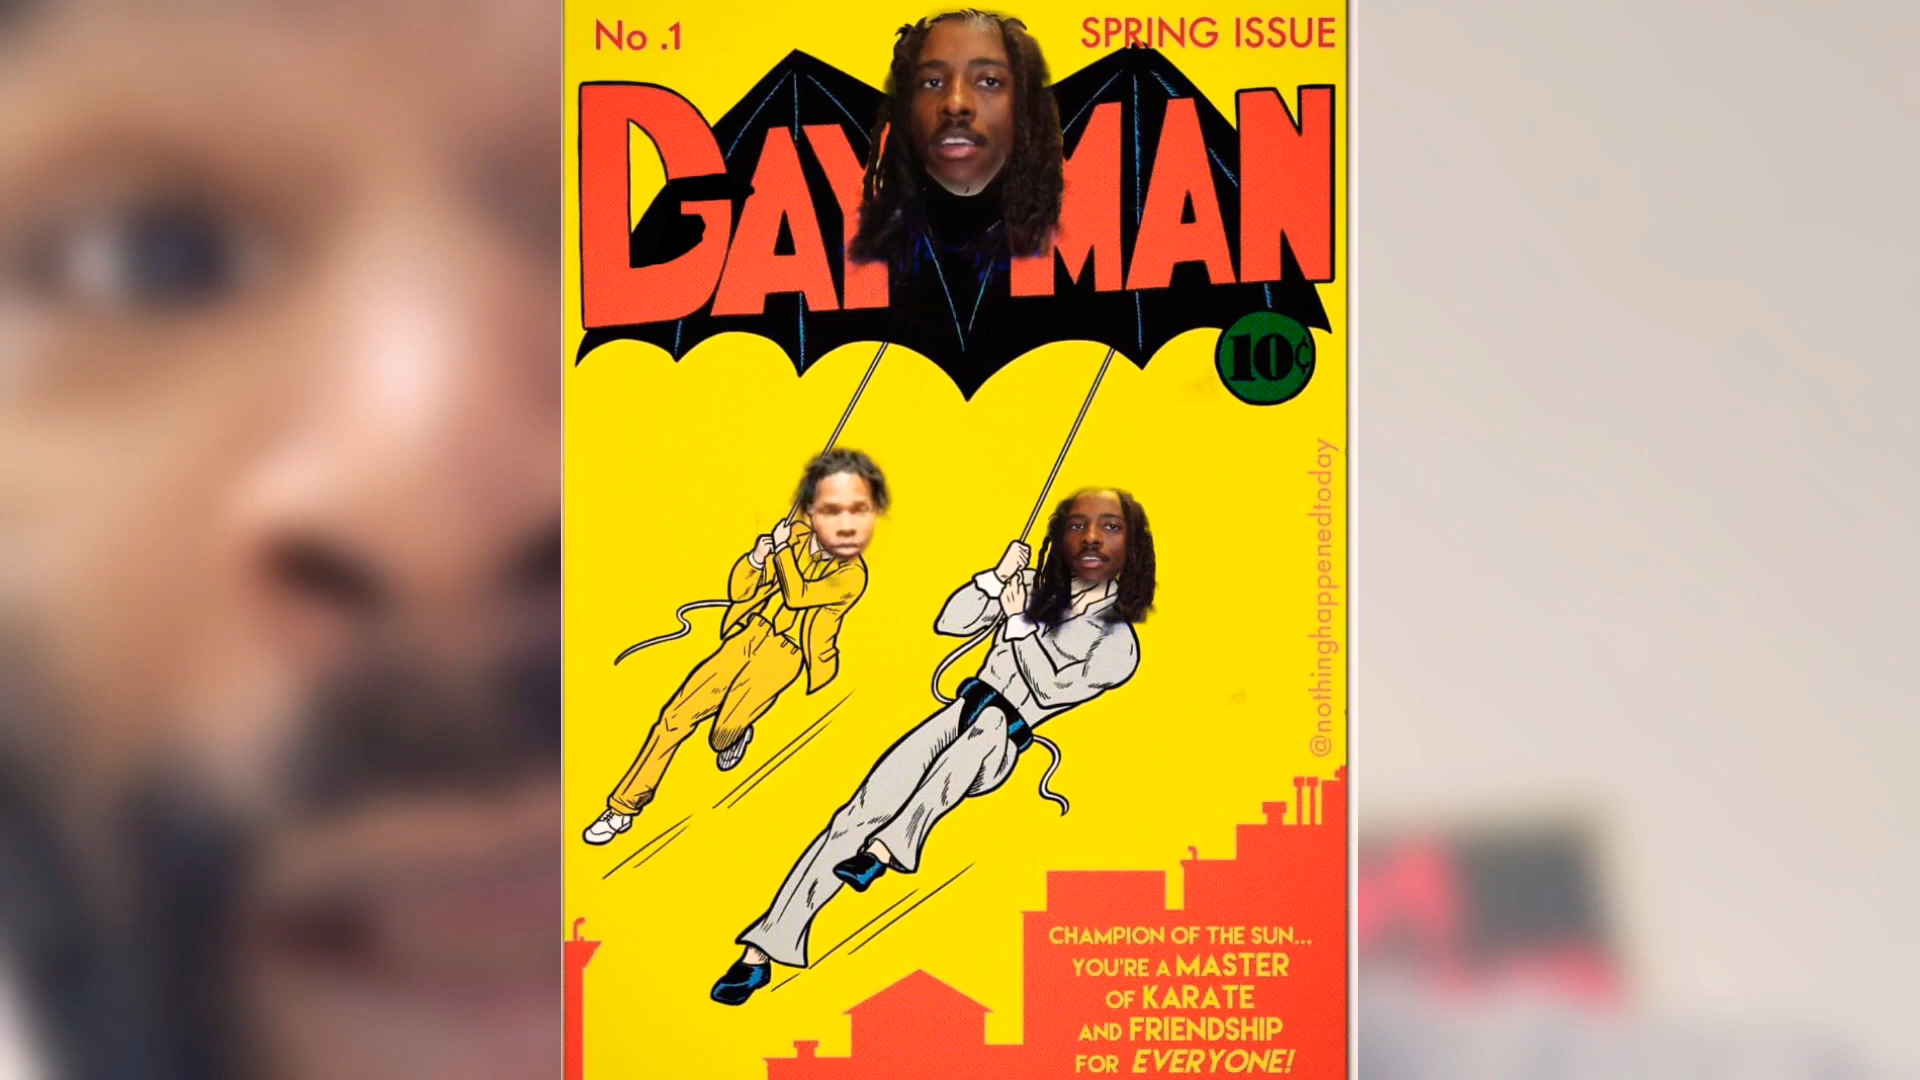 No .1
SPRING ISSUE
GAY MAN
10¢
@nothinghappenedtoday
CHAMPION OF THE SUN...
YOU'RE A MASTER
OF KARATE
AND FRIENDSHIP
FOR EVERYONE!